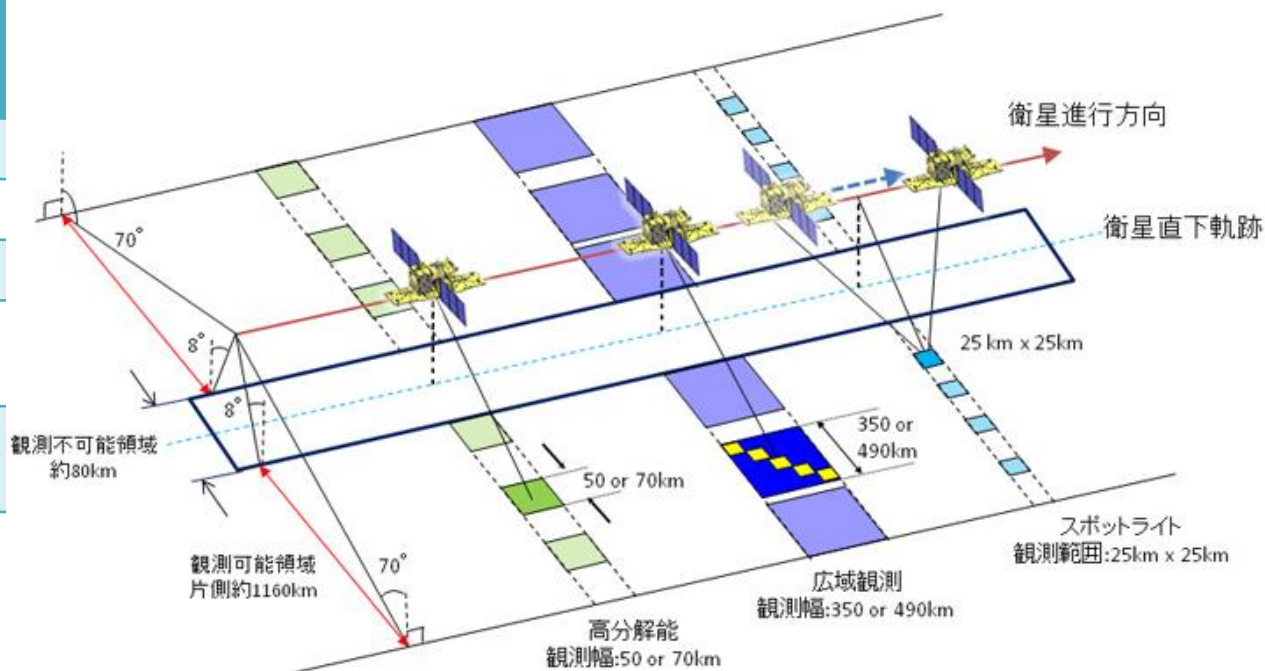 衛星進行方向
衛星直下軌跡
70°
8°
8°
観測不可能領域
約80km
観測可能領域
片側約1160km
70°
50 or 70km
350 or
490km
25 km x 25km
高分解能
観測幅:50 or 70km
広域観測
観測幅:350 or 490km
スポットライト
観測範囲:25km x 25km